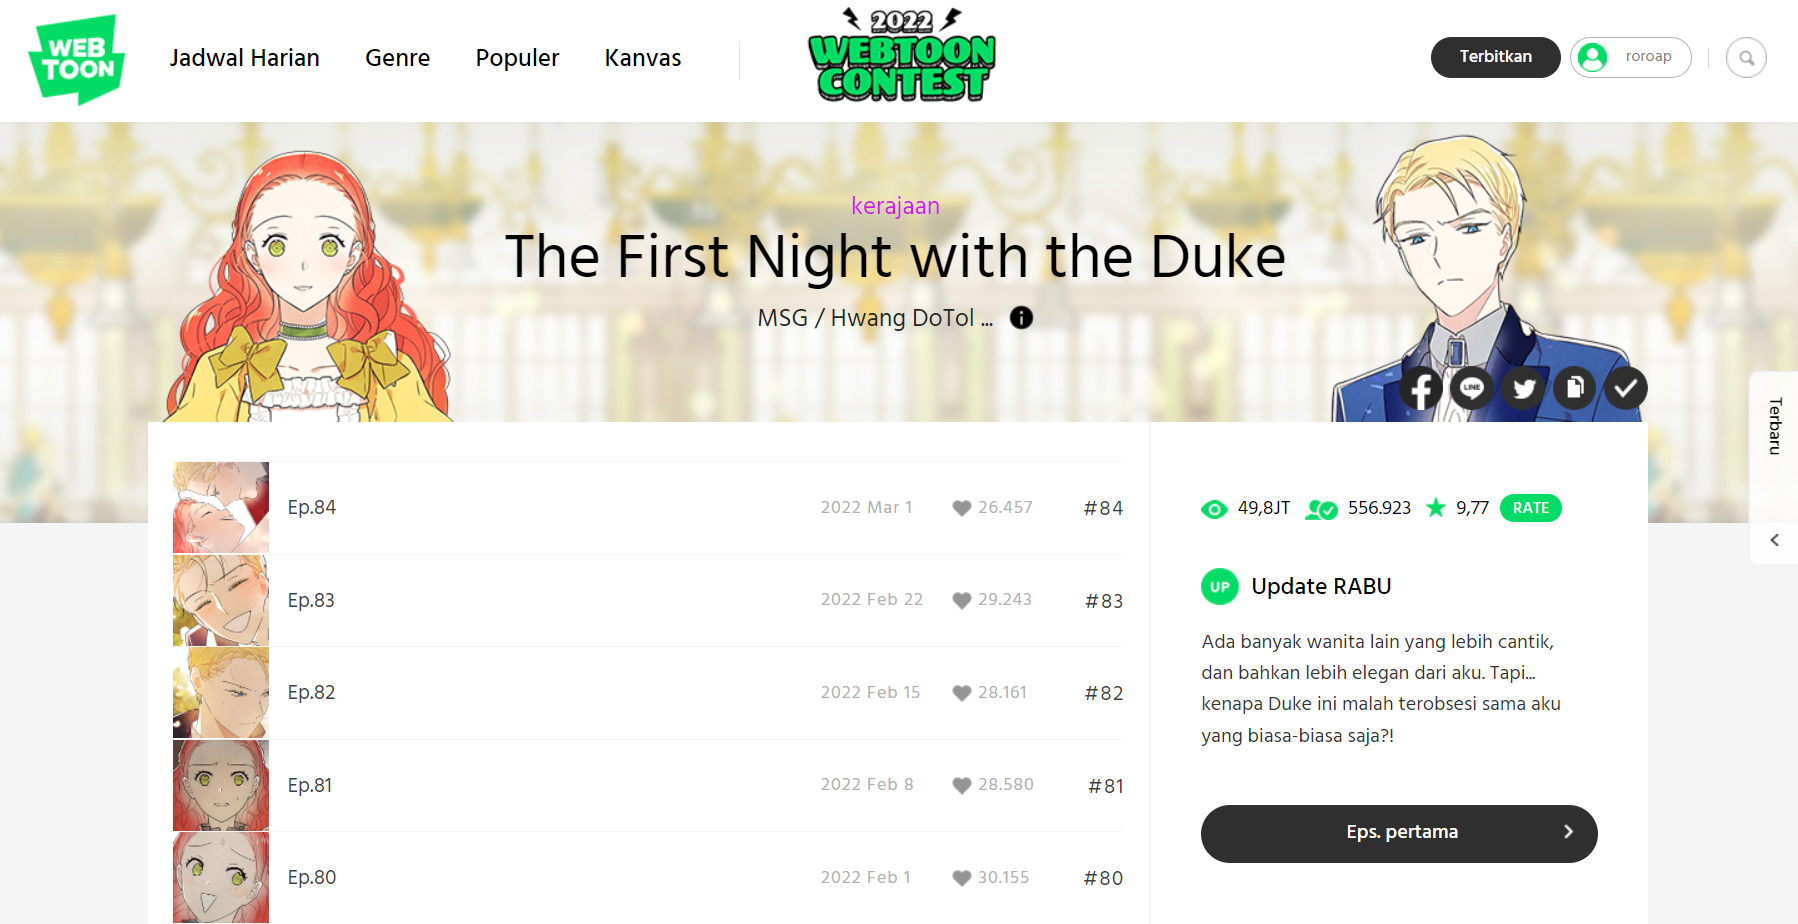 WEB
TOON
Jadwal Harian
Genre
Populer
Kanvas
2022
WEBTOON
CONTEST
Terbitkan
roroap
kerajaan
The First Night with the Duke
MSG / Hwang DoTol ...
LINE
Terbaru
Ep.84 2022 Mar 1 26.457 #84
Ep.83 2022 Feb 22 29.243 #83
Ep.82 2022 Feb 15 28.161 #82
Ep.81 2022 Feb 8 28.580 #81
Ep.80 2022 Feb 1 30.155 #80
49,8JT 556.923 9,77 RATE
UP Update RABU
Ada banyak wanita lain yang lebih cantik,
dan bahkan lebih elegan dari aku. Tapi...
kenapa Duke ini malah terobsesi sama aku
yang biasa-biasa saja?!
Eps. pertama